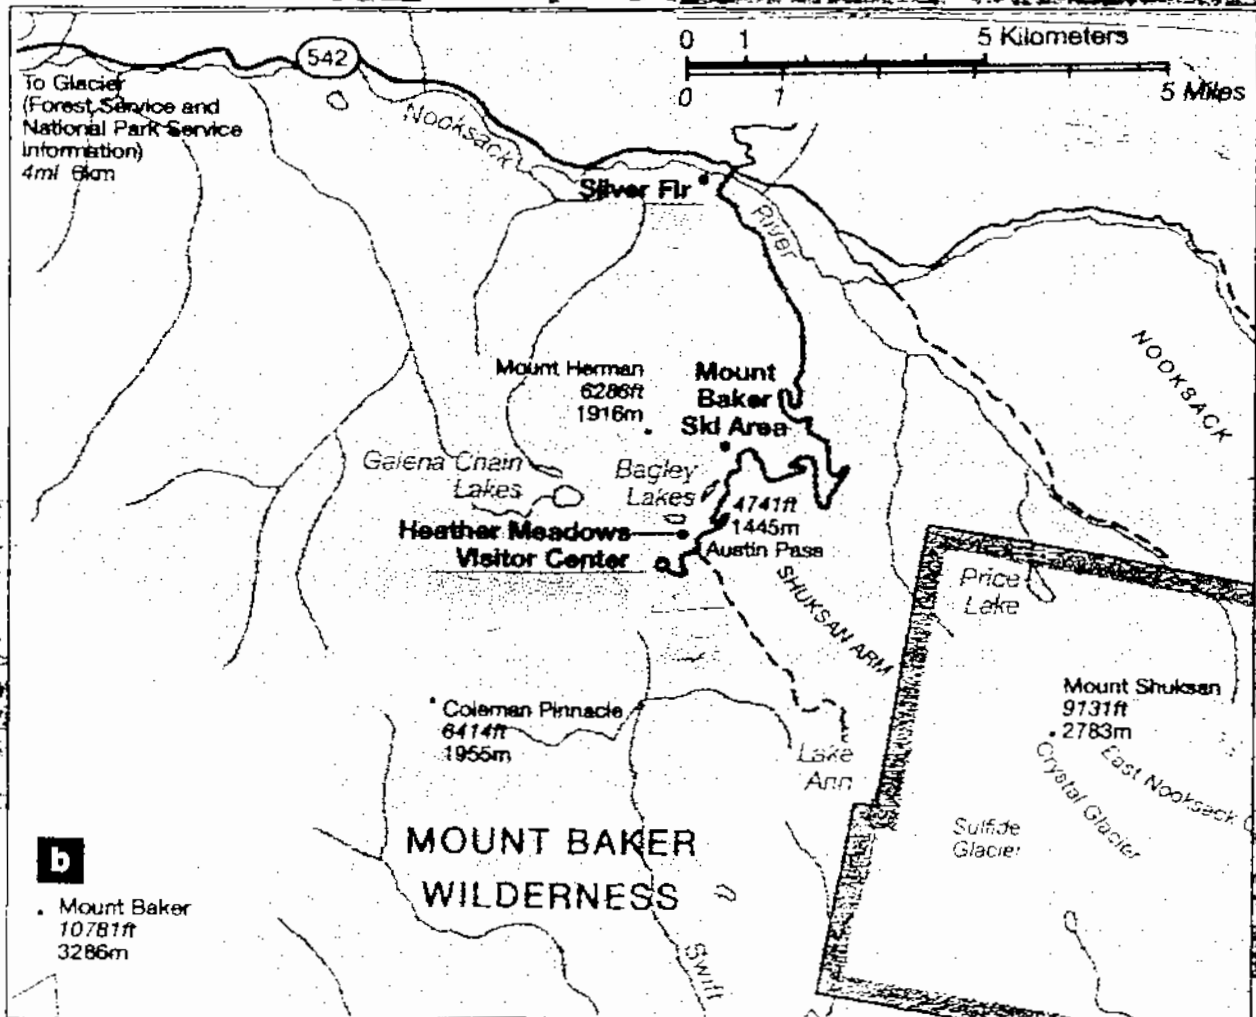 0 1 5 Kilometers
0 1 5 Miles
542
To Glacier
(Forest Service and
National Park Service
Information)
4mi 6km
Nooksack
Silver Fir
River
NOOKSACK
Mount Herman
6286ft
1916m
Mount
Baker
Ski Area
Galena Chain
Lakes
Bagley
Lakes
4741ft
1445m
Austin Pass
Heather Meadows
Visitor Center
SHUKSAN ARM
Price
Lake
Mount Shuksan
9131ft
2783m
Coleman Pinnacle
6414ft
1955m
Lake
Ann
East Nooksack G
Crystal Glacier
Sulfide
Glacier
MOUNT BAKER
WILDERNESS
b
Mount Baker
10781ft
3286m
Swift